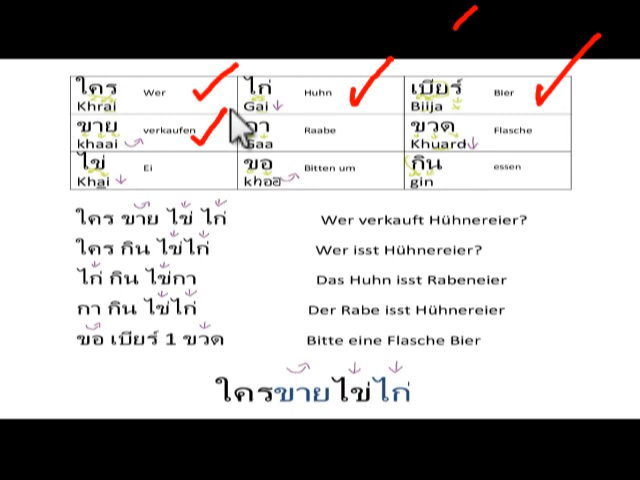 ใคร Wer ไก่ Huhn เบียร์ Bier
Khrai Gai Biija
ขาย verkaufen กา Raabe ขวด Flasche
khaai Gaa Khuard
ไข่ Ei ขอ Bitten um กิน essen
Khai khɔɔ gin
ใคร ขาย ไข่ ไก่ Wer verkauft Hühnereier?
ใคร กิน ไข่ไก่ Wer isst Hühnereier?
ไก่ กิน ไข่กา Das Huhn isst Rabeneier
กา กิน ไข่ไก่ Der Rabe isst Hühnereier
ขอ เบียร์ 1 ขวด Bitte eine Flasche Bier
ใครขายไข่ไก่